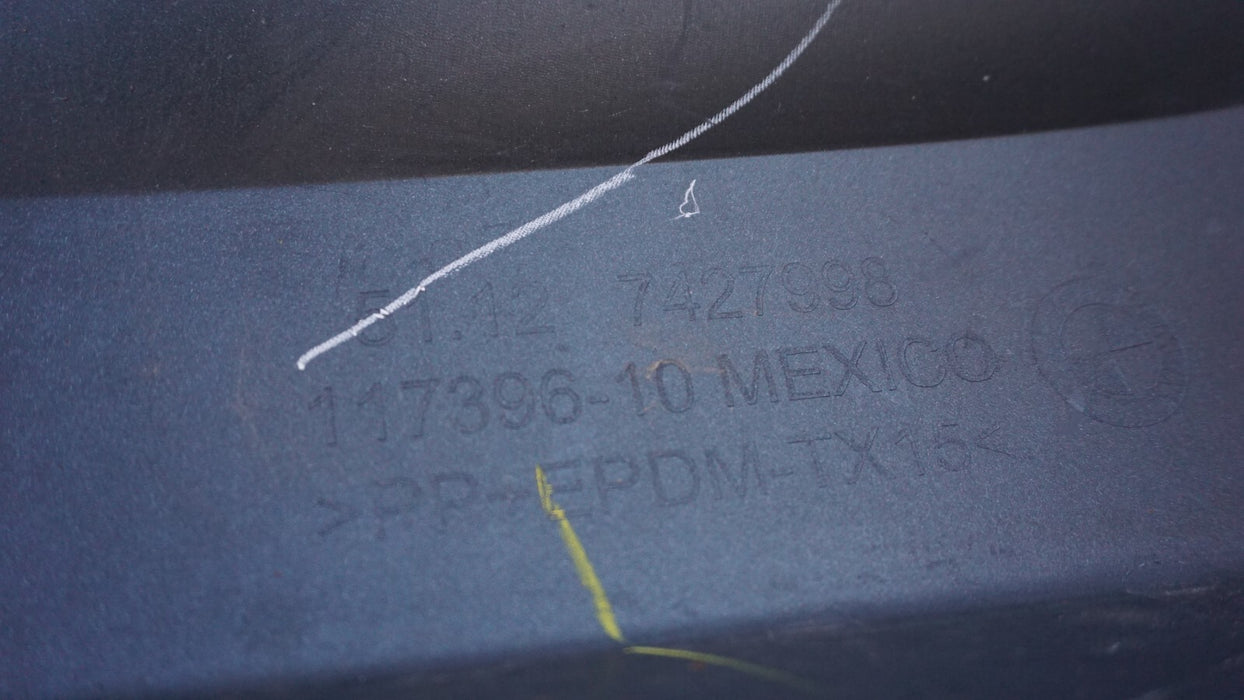 51.12 7427998
117396-10 MEXICO
>PP+EPDM-TX15<